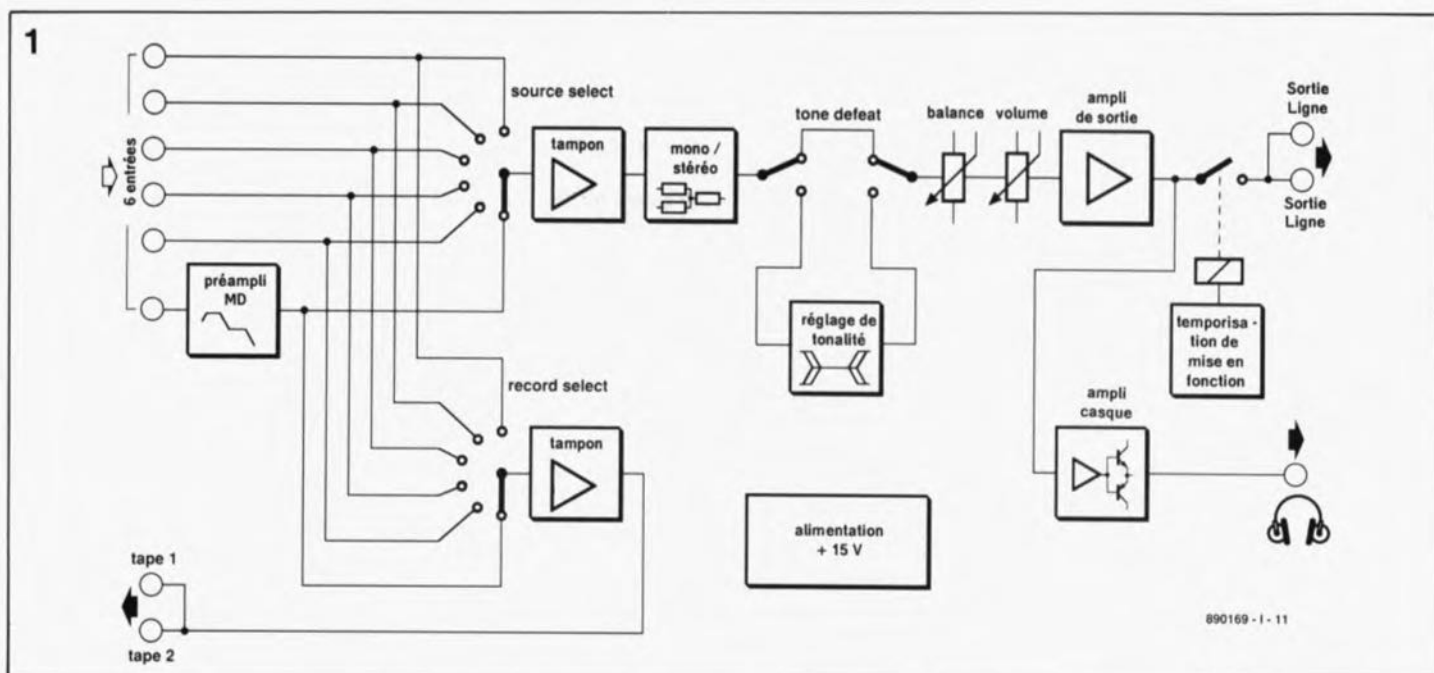 1
6 entrées
préampli
MD
source select
tampon
mono /
stéréo
tone defeat
balance
volume
ampli
de sortie
Sortie
Ligne
Sortie
Ligne
réglage de
tonalité
temporisa -
tion de
mise en
fonction
record select
tampon
ampli
casque
alimentation
+ 15 V
tape 1
tape 2
890169 - I - 11